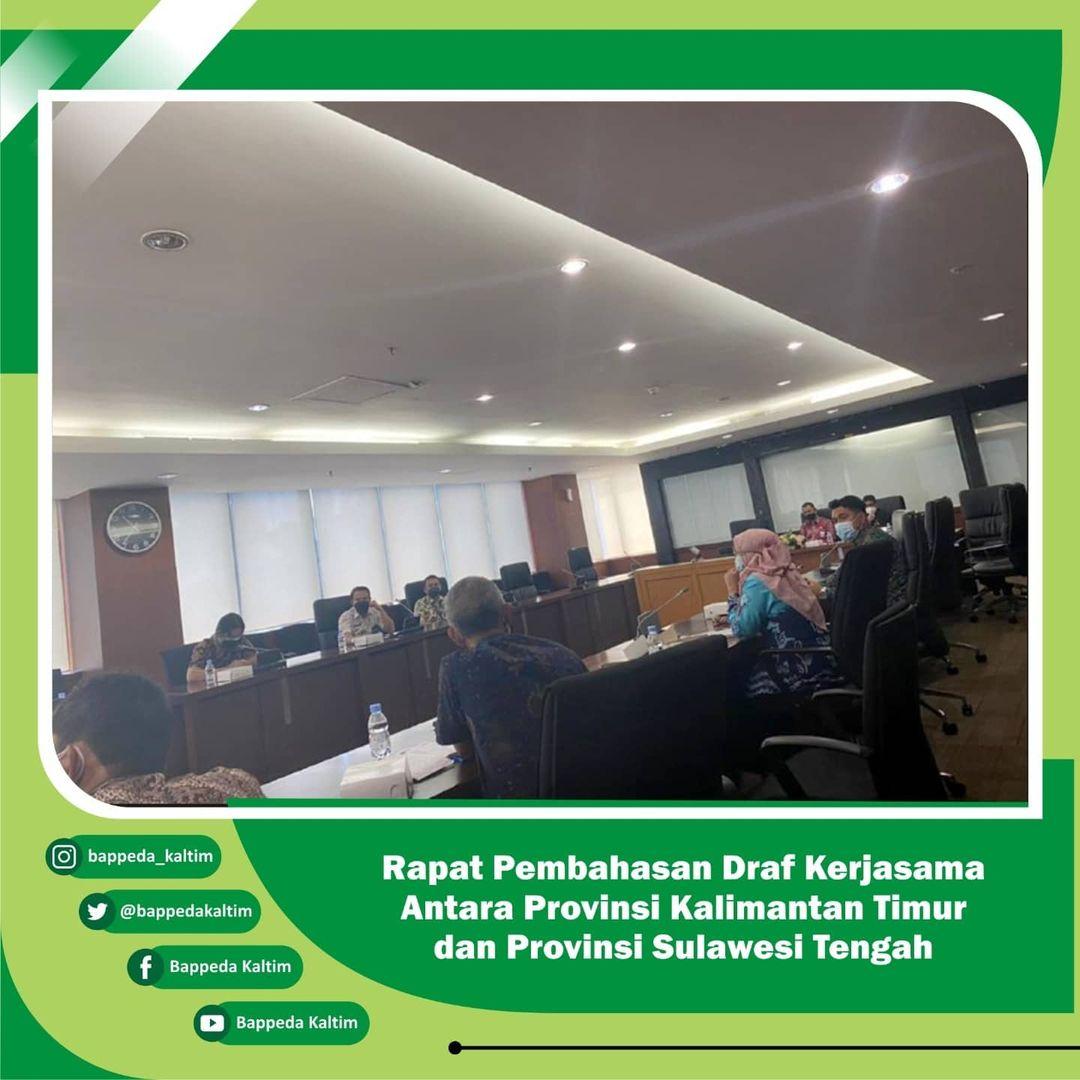 bappeda_kaltim
@bappedakaltim
Bappeda Kaltim
Bappeda Kaltim
Rapat Pembahasan Draf Kerjasama
Antara Provinsi Kalimantan Timur
dan Provinsi Sulawesi Tengah